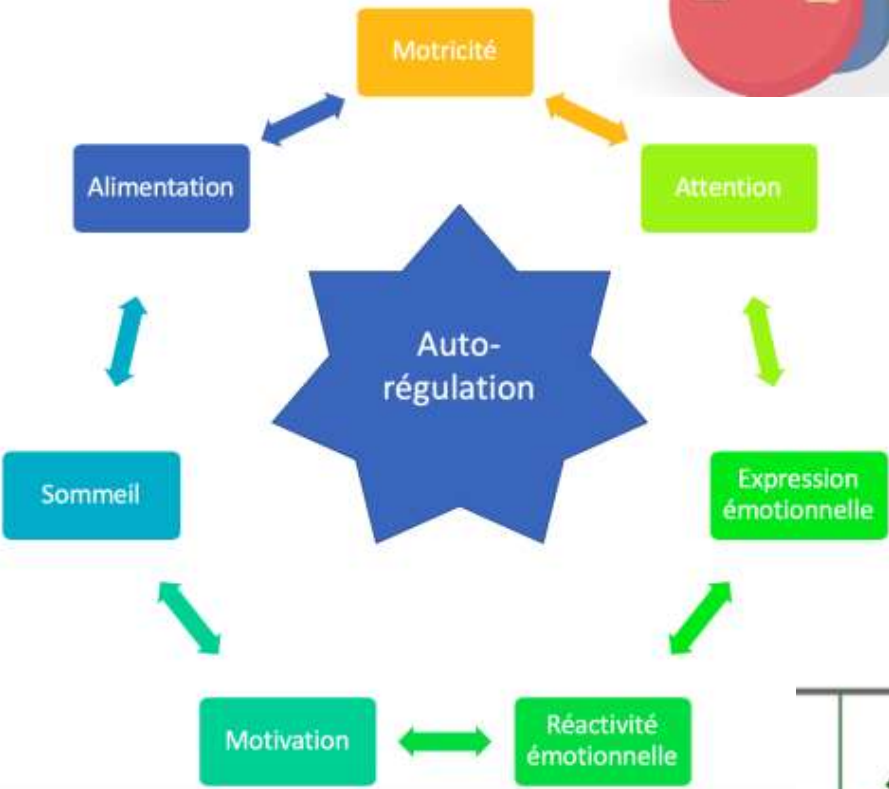 Motricité
Alimentation
Attention
Auto-
régulation
Sommeil
Expression
émotionnelle
Motivation
Réactivité
émotionnelle